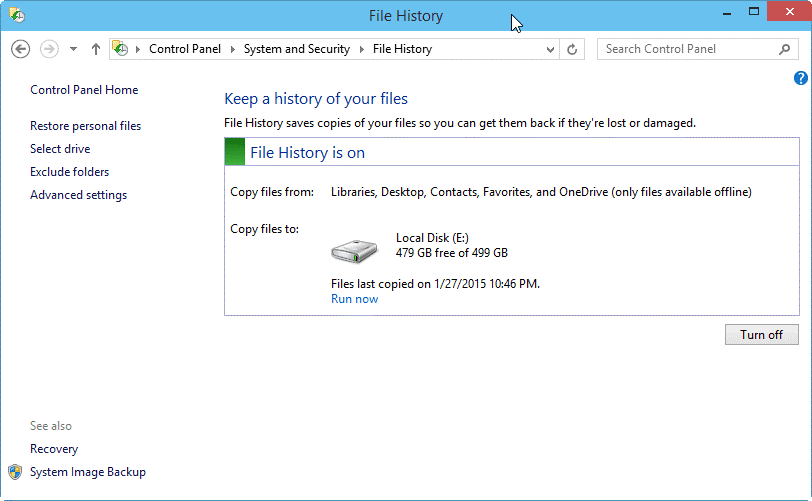 File History
Control Panel System and Security File History
Search Control Panel
?
Control Panel Home
Restore personal files
Select drive
Exclude folders
Advanced settings
Keep a history of your files
File History saves copies of your files so you can get them back if they're lost or damaged.
File History is on
Copy files from: Libraries, Desktop, Contacts, Favorites, and OneDrive (only files available offline)
Copy files to:
Local Disk (E:)
479 GB free of 499 GB
Files last copied on 1/27/2015 10:46 PM.
Run now
Turn off
See also
Recovery
System Image Backup